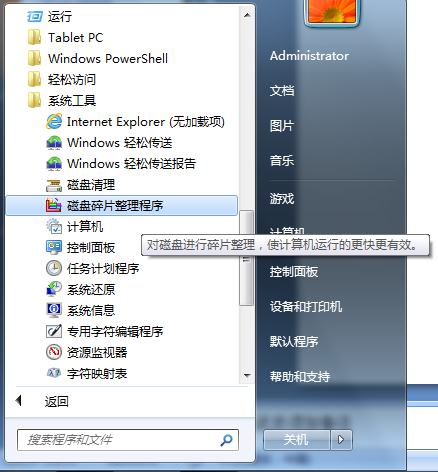 运行
Tablet PC
Windows PowerShell
轻松访问
系统工具
Internet Explorer (无加载项)
Windows 轻松传送
Windows 轻松传送报告
磁盘清理
磁盘碎片整理程序
计算机
控制面板
任务计划程序
系统还原
系统信息
专用字符编辑程序
资源监视器
字符映射表
返回
搜索程序和文件
Administrator
文档
图片
音乐
游戏
计算机
对磁盘进行碎片整理，使计算机运行的更快更有效。
控制面板
设备和打印机
默认程序
帮助和支持
关机